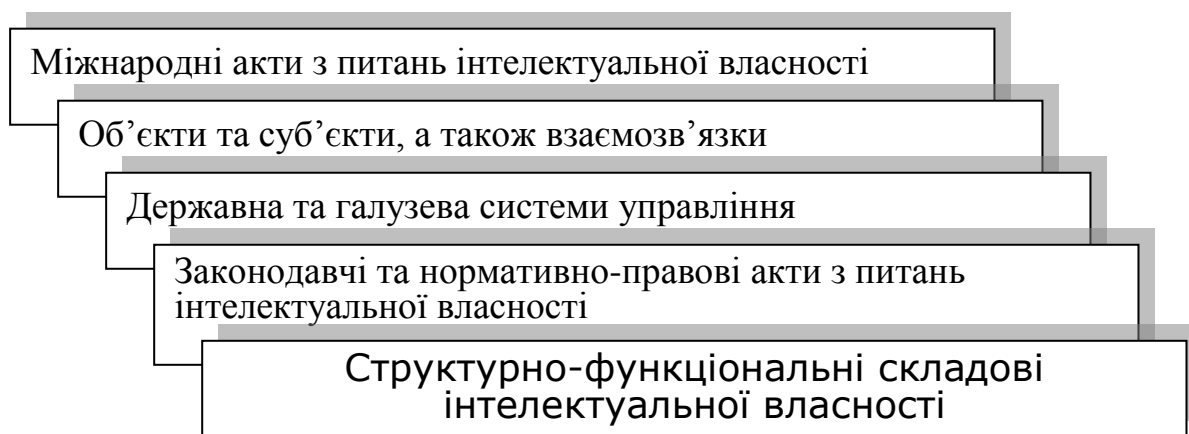 Міжнародні акти з питань інтелектуальної власності
Об’єкти та суб’єкти, а також взаємозв’язки
Державна та галузева системи управління
Законодавчі та нормативно-правові акти з питань
інтелектуальної власності
Структурно-функціональні складові
інтелектуальної власності